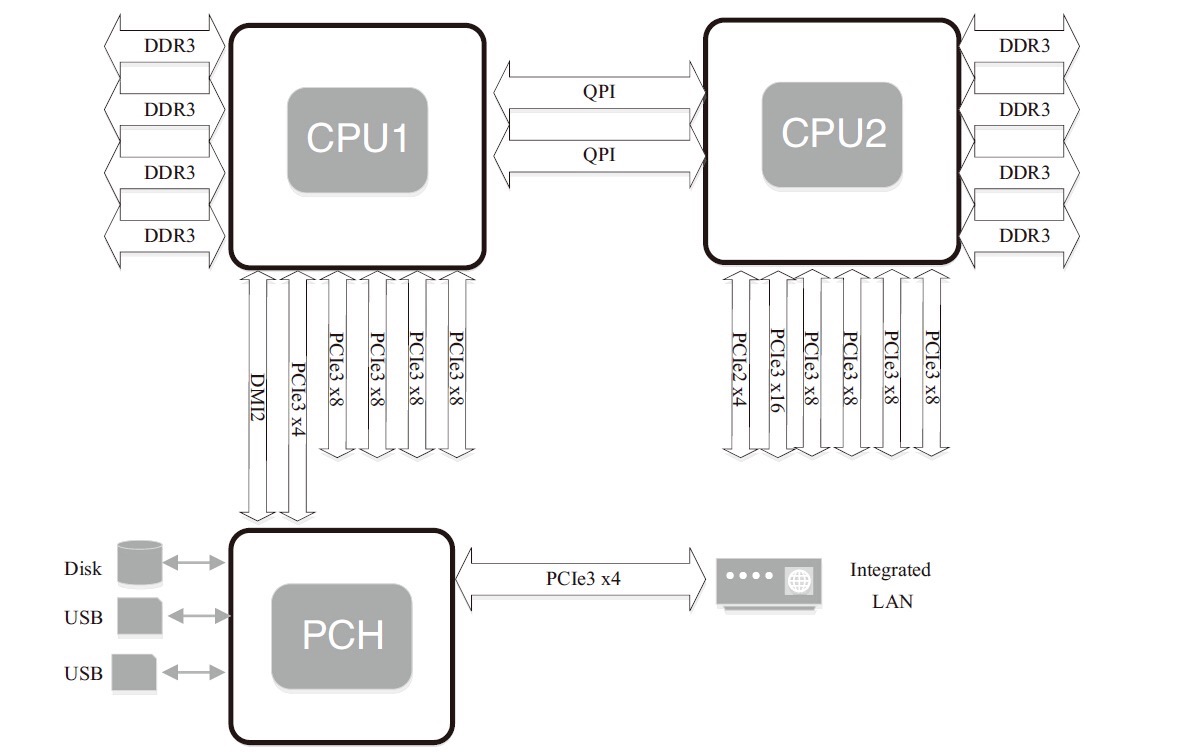 DDR3
DDR3
DDR3
DDR3
CPU1
QPI
QPI
CPU2
DDR3
DDR3
DDR3
DDR3
DMI2
PCIe3 x4
PCIe3 x8
PCIe3 x8
PCIe3 x8
PCIe3 x8
PCIe2 x4
PCIe3 x16
PCIe3 x8
PCIe3 x8
PCIe3 x8
PCIe3 x8
Disk
USB
USB
PCH
PCIe3 x4
Integrated
LAN